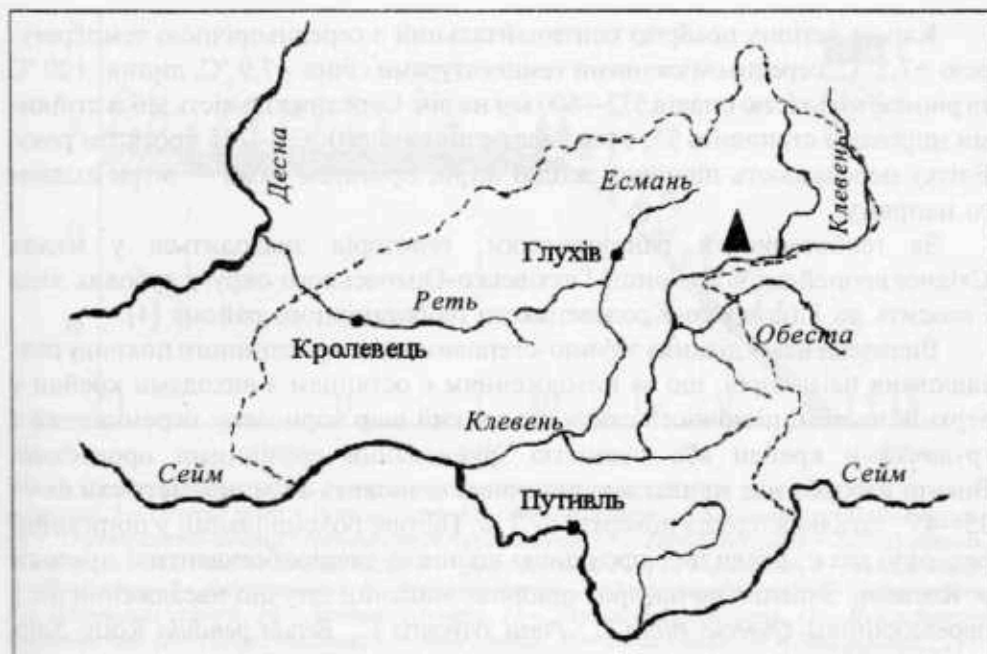 Десна
Есмань
Клевень
Глухів
Реть
Обеста
Кролевець
Клевень
Сейм
Сейм
Путивль